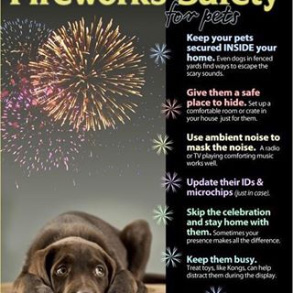 Fireworks Safety
for pets
Keep your pets
secured INSIDE your
home. Even dogs in fenced
yards find ways to escape the
scary sounds.
Give them a safe
place to hide. Set up a
comfortable room or crate in
your house just for them.
Use ambient noise to
mask the noise. A radio
or TV playing comforting music
works well.
Update their IDs &
microchips (just in case).
Skip the celebration
and stay home with
them. Sometimes your
presence makes all the difference.
Keep them busy.
Treat toys, like Kongs, can help
distract them during the display.